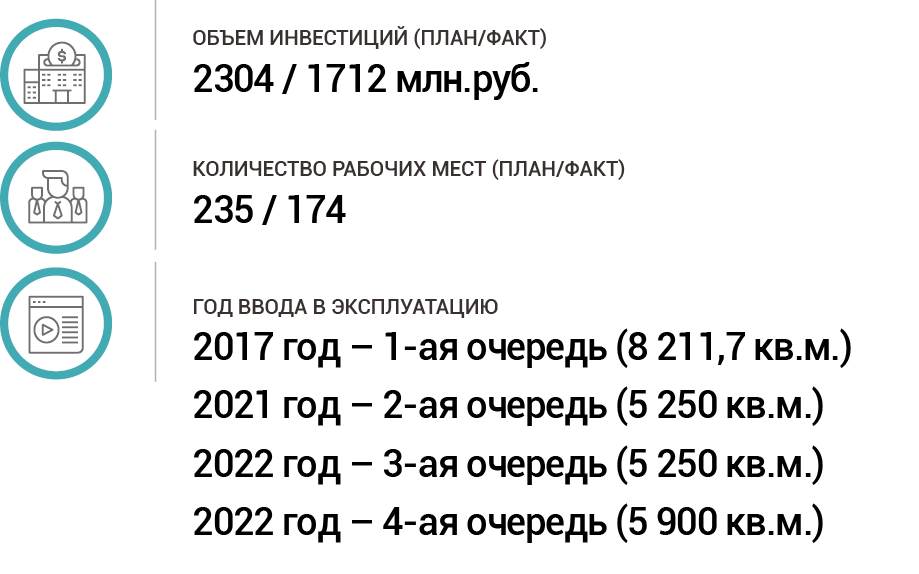 ОБЪЕМ ИНВЕСТИЦИЙ (ПЛАН/ФАКТ)
2304 / 1712 млн.руб.
КОЛИЧЕСТВО РАБОЧИХ МЕСТ (ПЛАН/ФАКТ)
235 / 174
ГОД ВВОДА В ЭКСПЛУАТАЦИЮ
2017 год – 1-ая очередь (8 211,7 кв.м.)
2021 год – 2-ая очередь (5 250 кв.м.)
2022 год – 3-ая очередь (5 250 кв.м.)
2022 год – 4-ая очередь (5 900 кв.м.)